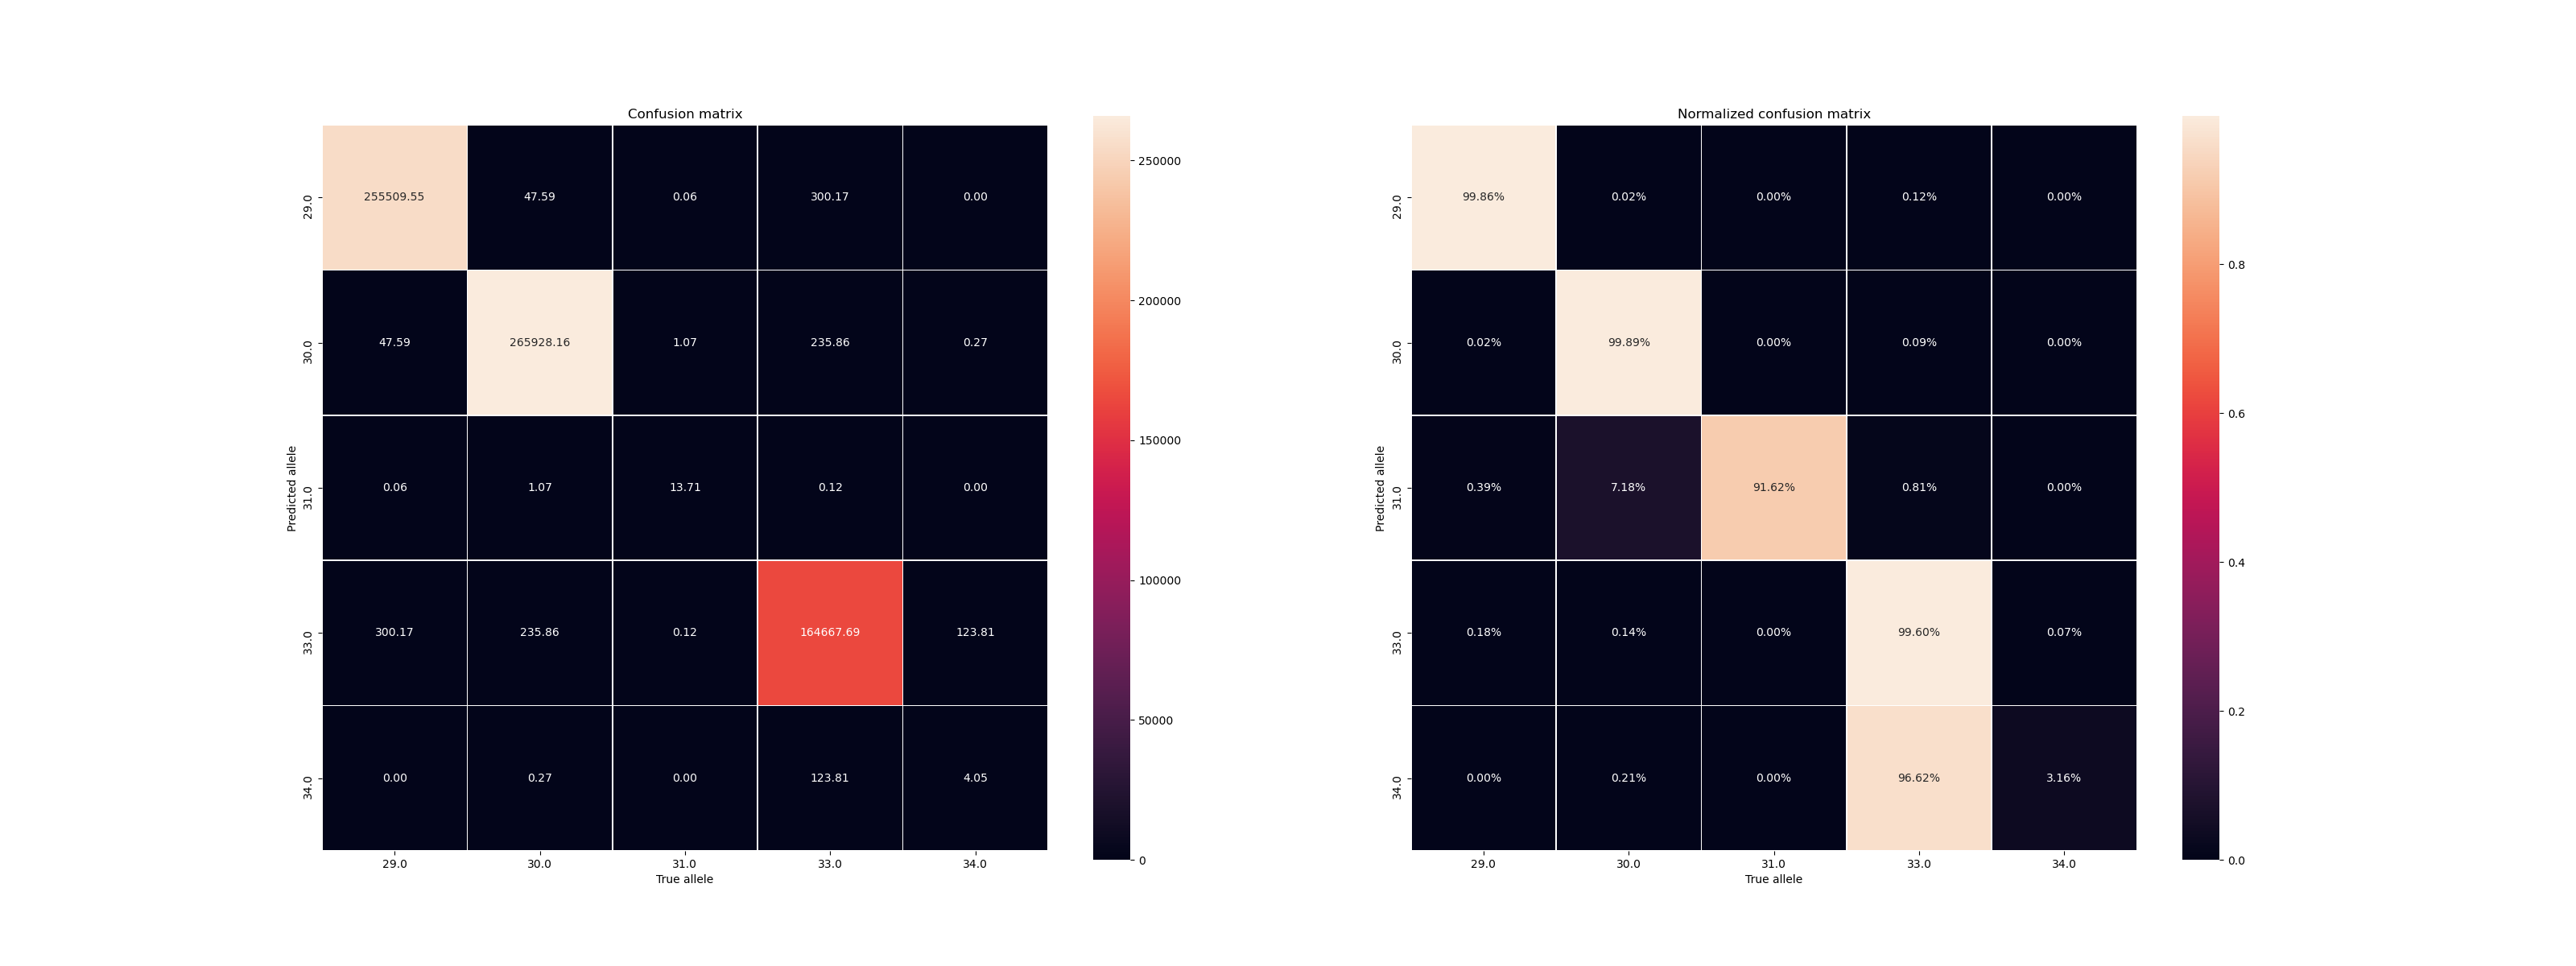 Confusion matrix
255509.55 47.59 0.06 300.17 0.00
47.59 265928.16 1.07 235.86 0.27
0.06 1.07 13.71 0.12 0.00
300.17 235.86 0.12 164667.69 123.81
0.00 0.27 0.00 123.81 4.05
29.0
30.0
31.0
33.0
34.0
Predicted allele
29.0 30.0 31.0 33.0 34.0
True allele
250000
200000
150000
100000
50000
0
Normalized confusion matrix
99.86% 0.02% 0.00% 0.12% 0.00%
0.02% 99.89% 0.00% 0.09% 0.00%
0.39% 7.18% 91.62% 0.81% 0.00%
0.18% 0.14% 0.00% 99.60% 0.07%
0.00% 0.21% 0.00% 96.62% 3.16%
29.0
30.0
31.0
33.0
34.0
Predicted allele
29.0 30.0 31.0 33.0 34.0
True allele
0.8
0.6
0.4
0.2
0.0